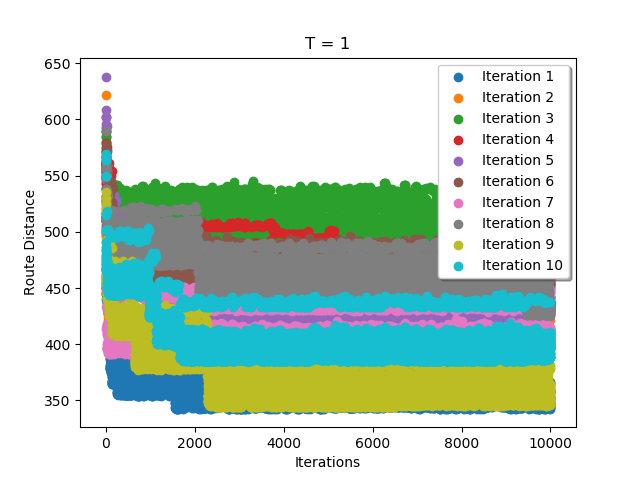 T = 1
650
600
550
500
450
400
350
Route Distance
0
2000
4000
6000
8000
10000
Iterations
Iteration 1
Iteration 2
Iteration 3
Iteration 4
Iteration 5
Iteration 6
Iteration 7
Iteration 8
Iteration 9
Iteration 10